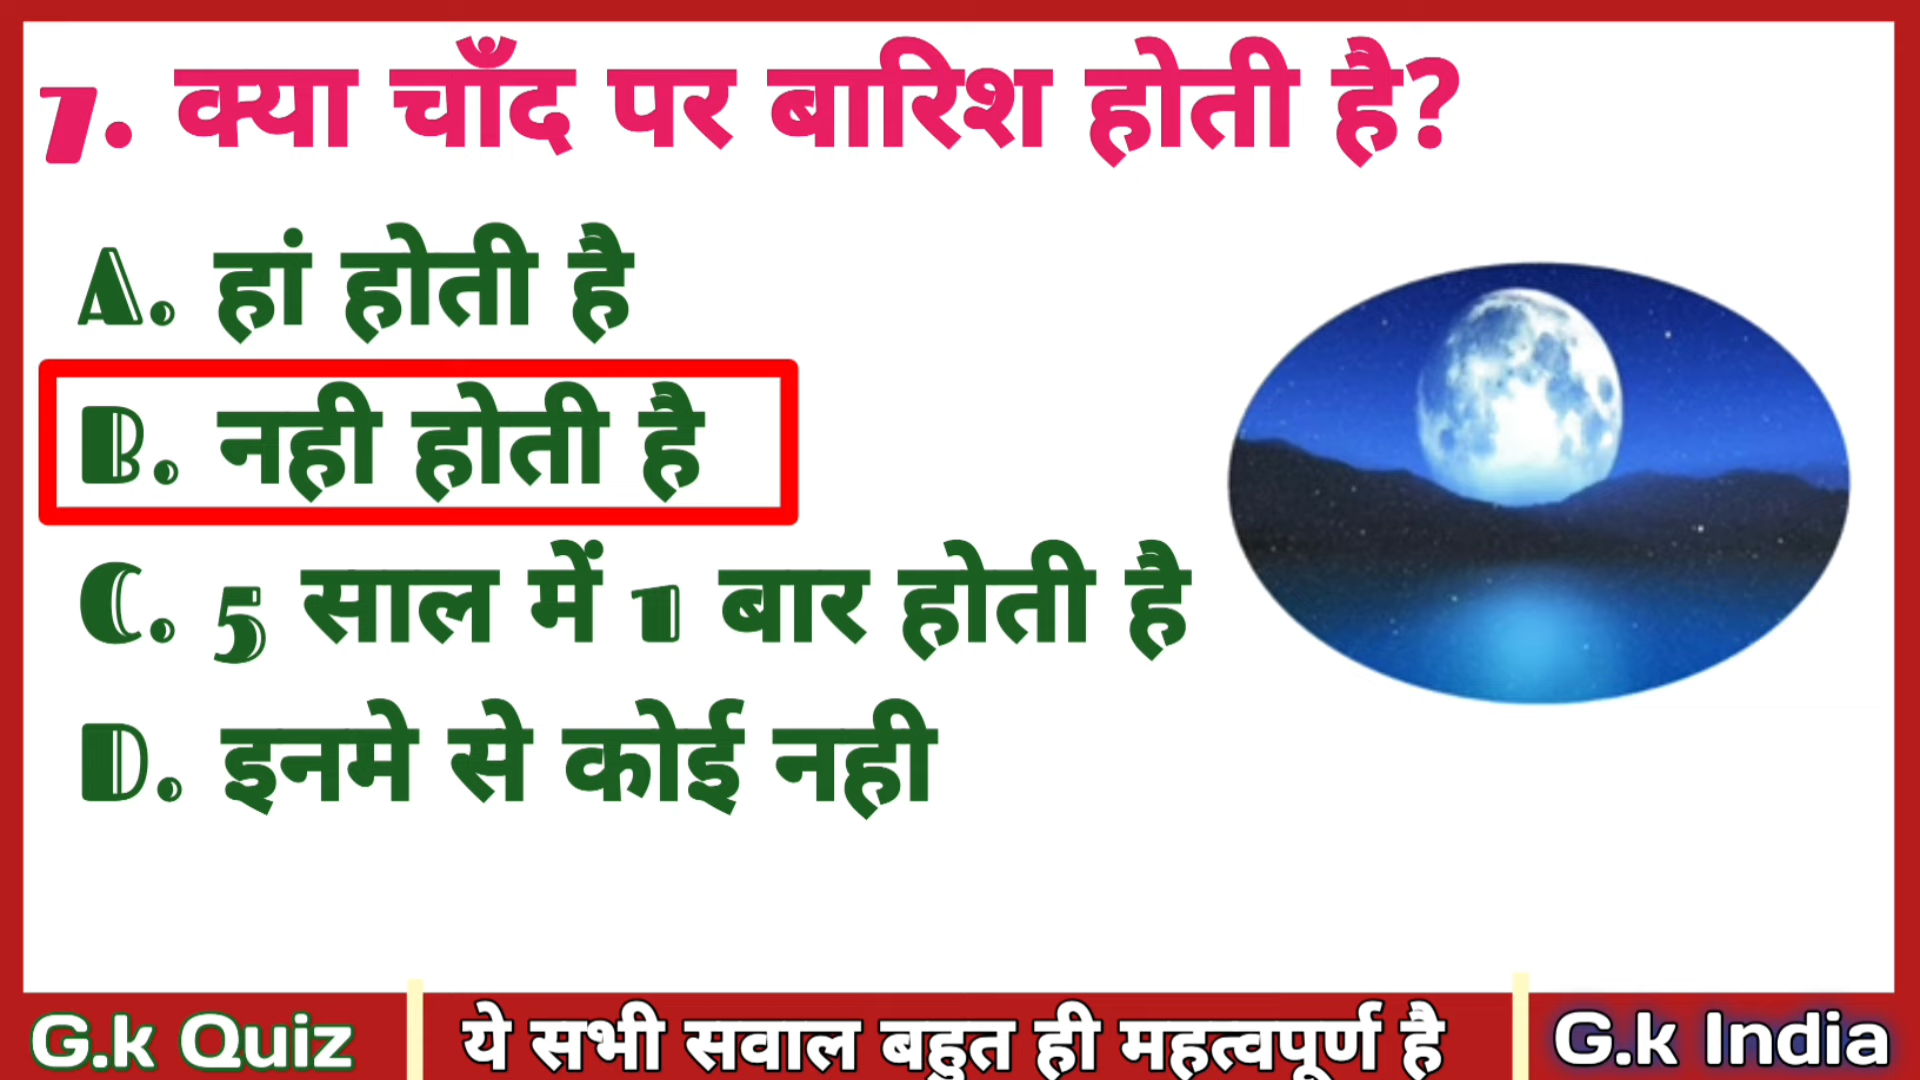 7. क्या चाँद पर बारिश होती है?
A. हां होती है
B. नही होती है
C. 5 साल में 1 बार होती है
D. इनमे से कोई नही
G.k Quiz
ये सभी सवाल बहुत ही महत्वपूर्ण है
G.k India